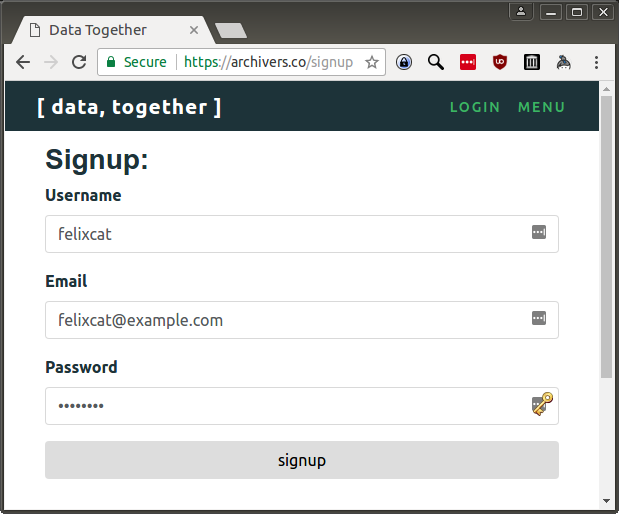 Data Together
Secure https://archivers.co/signup
[ data, together ] LOGIN MENU
Signup:
Username
felixcat
Email
felixcat@example.com
Password
••••••••
signup